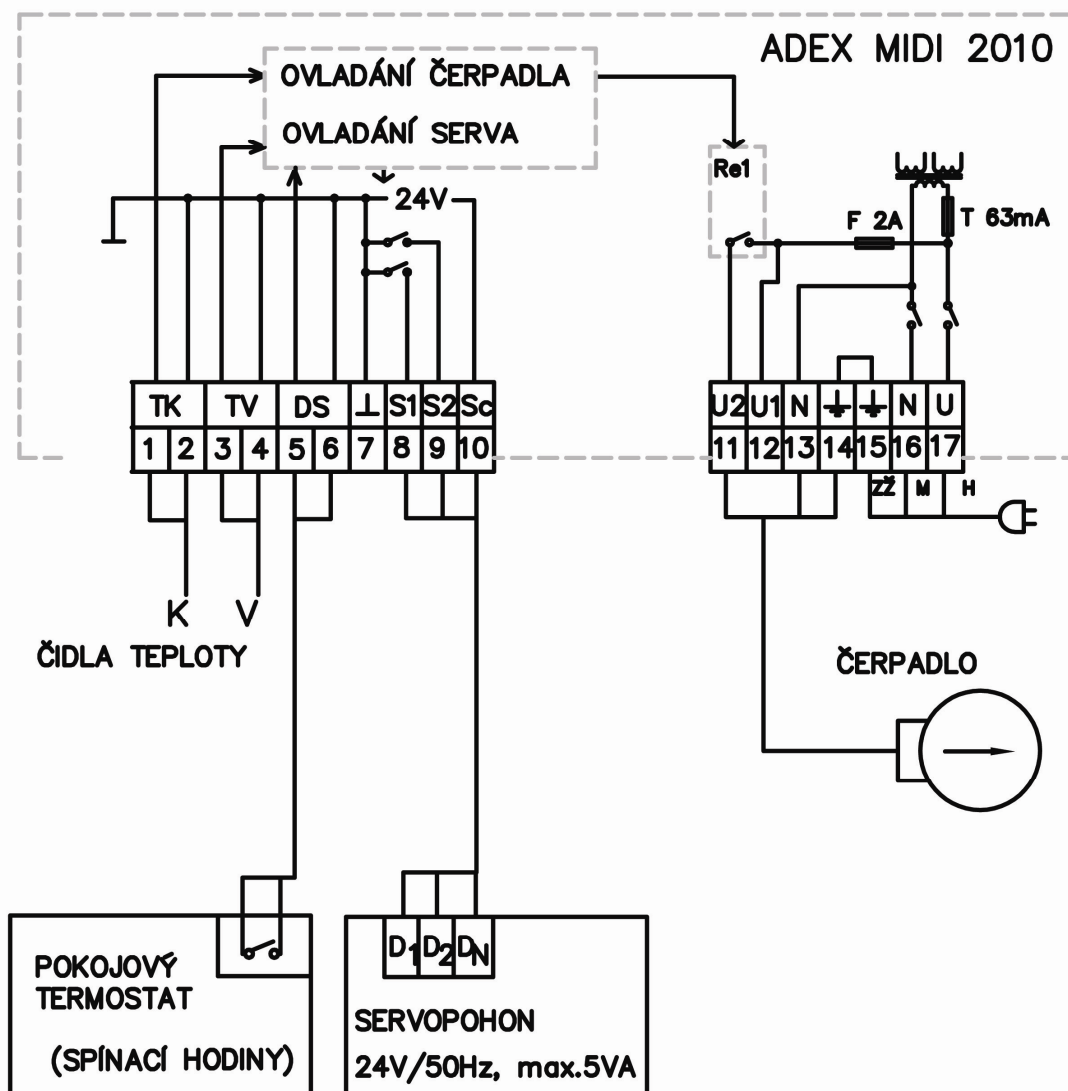 ADEX MIDI 2010
OVLADÁNÍ ČERPADLA
OVLADÁNÍ SERVA
24V
Re1
F 2A
T 63mA
TK TV DS ⊥ S1 S2 Sc
1 2 3 4 5 6 7 8 9 10
U2 U1 N ⏚ ⏚ N U
11 12 13 14 15 16 17
ZŽ M H
K V
ČIDLA TEPLOTY
ČERPADLO
D1 D2 DN
POKOJOVÝ
TERMOSTAT
(SPÍNACÍ HODINY)
SERVOPOHON
24V/50Hz, max.5VA